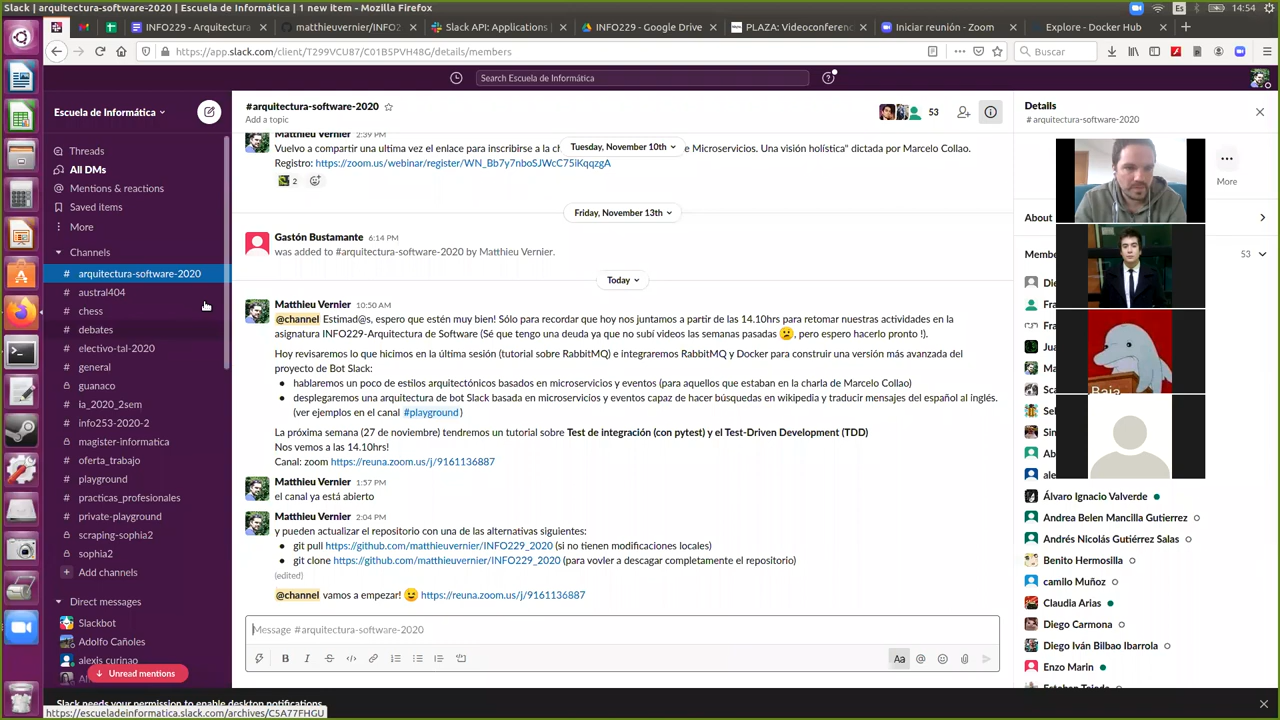 Slack | arquitectura-software-2020 | Escuela de Informática | 1 new item - Mozilla Firefox
Es
14:54
INFO229 - Arquitectura
matthieuvernier/INFO2
Slack API: Applications
INFO229 - Google Drive
PLAZA: Videoconferenc
Iniciar reunión - Zoom
Explore - Docker Hub
https://app.slack.com/client/T299VCU87/C01B5PVH48G/details/members
Buscar
Search Escuela de Informática
Escuela de Informática
Threads
All DMs
Mentions & reactions
Saved items
More
Channels
# arquitectura-software-2020
# austral404
# chess
# debates
# electivo-tal-2020
# general
guanaco
# ia_2020_2sem
# info253-2020-2
magister-informatica
# oferta_trabajo
# playground
# practicas_profesionales
# private-playground
scraping-sophia2
sophia2
Add channels
Direct messages
Slackbot
Adolfo Cañoles
alexis curinao
Unread mentions
#arquitectura-software-2020
Add a topic
53
Matthieu Vernier 2:39 PM
Tuesday, November 10th
Vuelvo a compartir una ultima vez el enlace para inscribirse a la ch
e Microservicios. Una visión holística" dictada por Marcelo Collao.
Registro: https://zoom.us/webinar/register/WN_Bb7y7nboSJWcC75iKqqzgA
2
Friday, November 13th
Gastón Bustamante 6:14 PM
was added to #arquitectura-software-2020 by Matthieu Vernier.
Today
Matthieu Vernier 10:50 AM
@channel Estimad@s, espero que estén muy bien! Sólo para recordar que hoy nos juntamos a partir de las 14.10hrs para retomar nuestras actividades en la
asignatura INFO229-Arquitectura de Software (Sé que tengo una deuda ya que no subí videos las semanas pasadas 😢, pero espero hacerlo pronto !).
Hoy revisaremos lo que hicimos en la última sesión (tutorial sobre RabbitMQ) e integraremos RabbitMQ y Docker para construir una versión más avanzada del
proyecto de Bot Slack:
• hablaremos un poco de estilos arquitectónicos basados en microservicios y eventos (para aquellos que estaban en la charla de Marcelo Collao)
• desplegaremos una arquitectura de bot Slack basada en microservicios y eventos capaz de hacer búsquedas en wikipedia y traducir mensajes del español al inglés.
(ver ejemplos en el canal #playground)
La próxima semana (27 de noviembre) tendremos un tutorial sobre Test de integración (con pytest) y el Test-Driven Development (TDD)
Nos vemos a las 14.10hrs!
Canal: zoom https://reuna.zoom.us/j/9161136887
Matthieu Vernier 1:57 PM
el canal ya está abierto
Matthieu Vernier 2:04 PM
y pueden actualizar el repositorio con una de las alternativas siguientes:
• git pull https://github.com/matthieuvernier/INFO229_2020 (si no tienen modificaciones locales)
• git clone https://github.com/matthieuvernier/INFO229_2020 (para vovler a descagar completamente el repositorio)
(edited)
@channel vamos a empezar! 😉 https://reuna.zoom.us/j/9161136887
Message #arquitectura-software-2020
Aa
Details
# arquitectura-software-2020
More
About
Membe
53
Die
Fra
Fra
Jua
Ma
Sca
Sel
Sin
Ab
ale
Baja
Álvaro Ignacio Valverde
Andrea Belen Mancilla Gutierrez
Andrés Nicolás Gutiérrez Salas
Benito Hermosilla
camilo Muñoz
Claudia Arias
Diego Carmona
Diego Iván Bilbao Ibarrola
Enzo Marin
Slack needs your permission to enable desktop notifications.
https://escueladeinformatica.slack.com/archives/C5A77FHGU